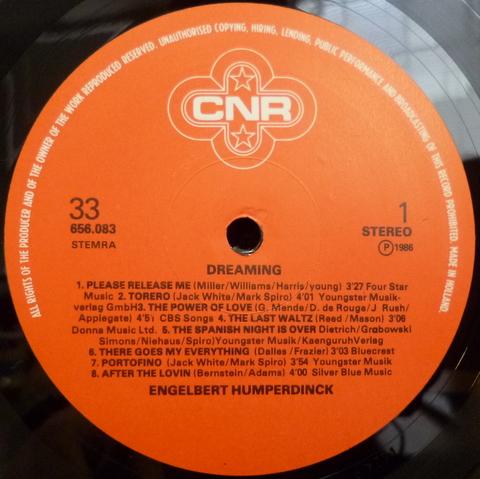 ALL RIGHTS OF THE PRODUCER AND OF THE OWNER OF THE WORK REPRODUCED RESERVED. UNAUTHORISED COPYING, HIRING, LENDING, PUBLIC PERFORMANCE AND BROADCASTING OF THIS RECORD PROHIBITED. MADE IN HOLLAND.
CNR
33
656.083
STEMRA
1
STEREO
P 1986
DREAMING
1. PLEASE RELEASE ME (Miller/Williams/Harris/young) 3'27 Four Star
Music 2. TORERO (Jack White/Mark Spiro) 4'01 Youngster Musik-
verlag GmbH3. THE POWER OF LOVE (G. Mende/D. de Rouge/J Rush/
Applegate) 4'51 CBS Songs 4. THE LAST WALTZ (Reed/Mason) 3'06
Donna Music Ltd. 5. THE SPANISH NIGHT IS OVER Dietrich/Grabowski
Simons/Niehaus/Spiro)Youngster Musik/KaenguruhVerlag
6. THERE GOES MY EVERYTHING (Dalles/Frazier) 3'03 Bluecrest
7. PORTOFINO (Jack White/Mark Spiro) 3'54 Youngster Musik
8. AFTER THE LOVIN (Bernstein/Adams) 4'00 Silver Blue Music
ENGELBERT HUMPERDINCK